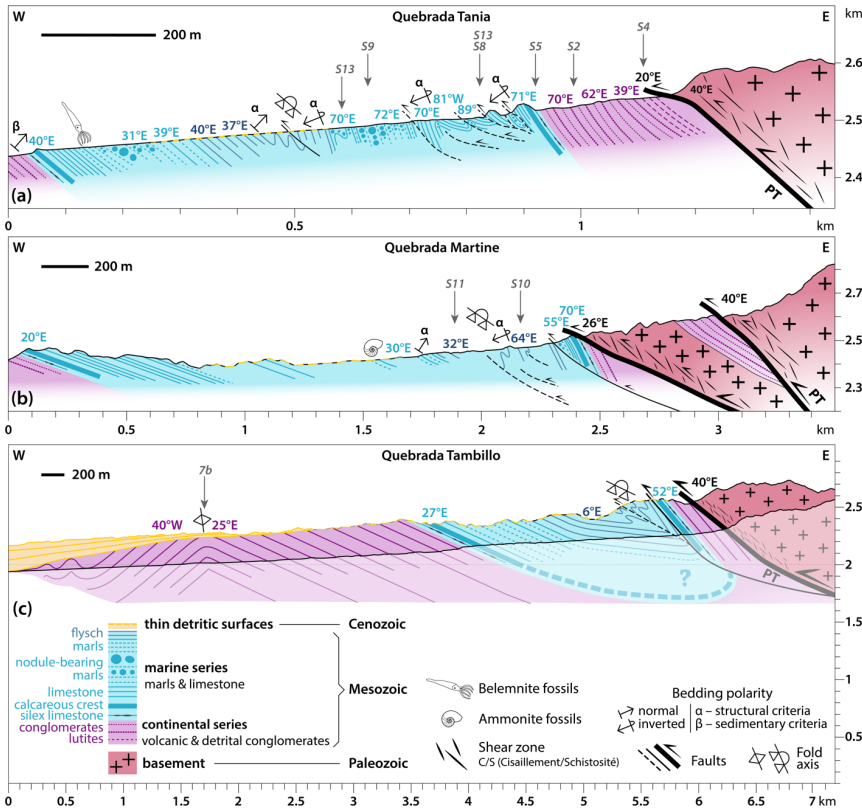 W Quebrada Tania E km
200 m
S13
S9 S8 S5 S2 S4
S13
2.6
2.5
2.4
β 40°E 31°E 39°E 40°E 37°E α α 70°E 72°E α 81°W 70°E 89° α 71°E 70°E 62°E 39°E 20°E 40°E
PT
(a)
0 0.5 1 km
W Quebrada Martine E
200 m
S11 S10
2.7
2.5
2.3
20°E 30°E α 32°E α 64°E 55°E 70°E 26°E 40°E
PT
(b)
0 0.5 1 1.5 2 2.5 3 km
W Quebrada Tambillo E
200 m
7b
40°W 25°E 27°E 6°E 52°E 40°E
2.5
2
1.5
1
0.5
0
?
PT
(c)
thin detritic surfaces Cenozoic
flysch
marls
nodule-bearing
marls
marine series
marls & limestone
Mesozoic
limestone
calcareous crest
silex limestone
conglomerates
lutites
continental series
volcanic & detrital conglomerates
basement Paleozoic
Belemnite fossils
Ammonite fossils
Shear zone
C/S (Cisaillement/Schistosité)
Bedding polarity
normal α – structural criteria
inverted β – sedimentary criteria
Faults
Fold
axis
0 0.5 1 1.5 2 2.5 3 3.5 4 4.5 5 5.5 6 6.5 7 km